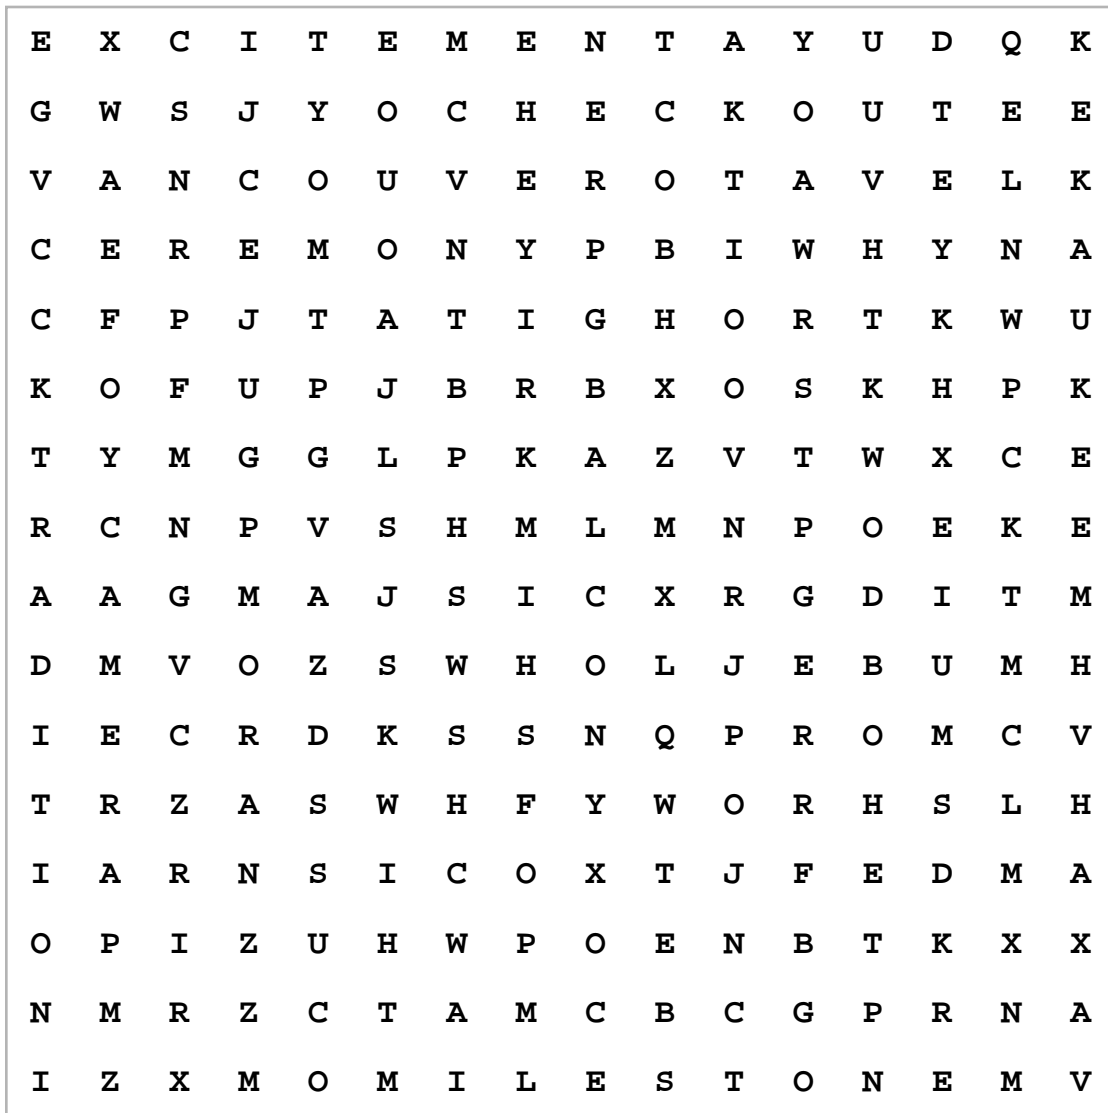 E X C I T E M E N T A Y U D Q K
G W S J Y O C H E C K O U T E E
V A N C O U V E R O T A V E L K
C E R E M O N Y P B I W H Y N A
C F P J T A T I G H O R T K W U
K O F U P J B R B X O S K H P K
T Y M G G L P K A Z V T W X C E
R C N P V S H M L M N P O E K E
A A G M A J S I C X R G D I T M
D M V O Z S W H O L J E B U M H
I E C R D K S S N Q P R O M C V
T R Z A S W H F Y W O R H S L H
I A R N S I C O X T J F E D M A
O P I Z U H W P O E N B T K X X
N M R Z C T A M C B C G P R N A
I Z X M O M I L E S T O N E M V